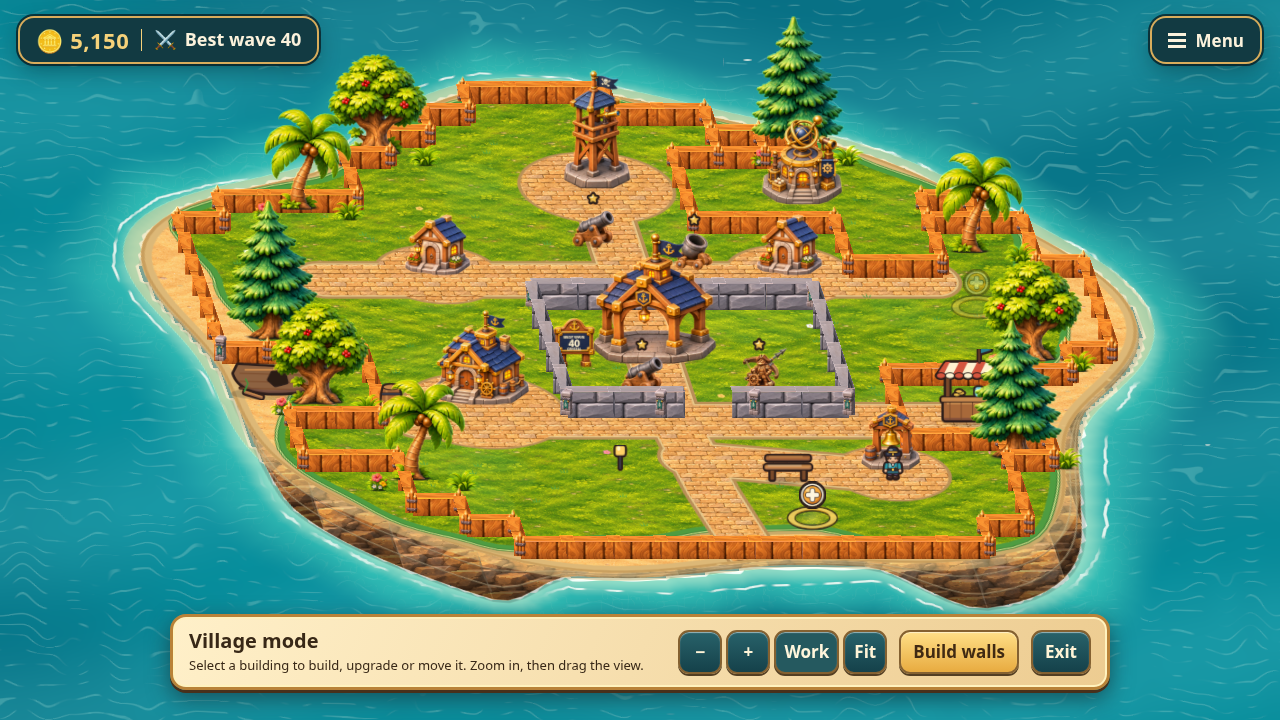 5,150
Best wave 40
Menu
40
Village mode
Select a building to build, upgrade or move it. Zoom in, then drag the view.
−
+
Work
Fit
Build walls
Exit